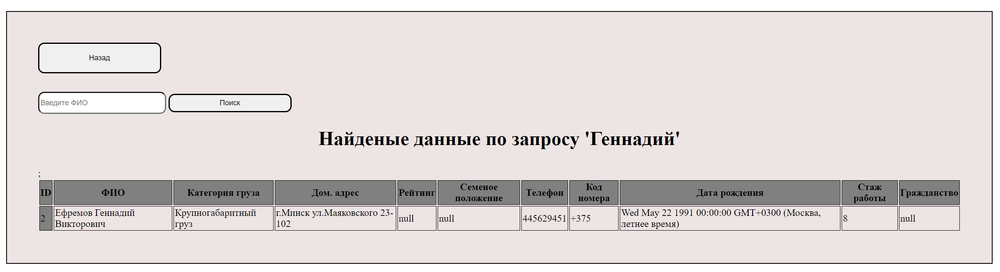 Назад
Введите ФИО
Поиск
Найденые данные по запросу 'Геннадий'
;
ID ФИО Категория груза Дом. адрес Рейтинг Семеное положение Телефон Код номера Дата рождения Стаж работы Гражданство
2 Ефремов Геннадий Викторович Крупногабаритный груз г.Минск ул.Маяковского 23-102 null null 445629451 +375 Wed May 22 1991 00:00:00 GMT+0300 (Москва, летнее время) 8 null